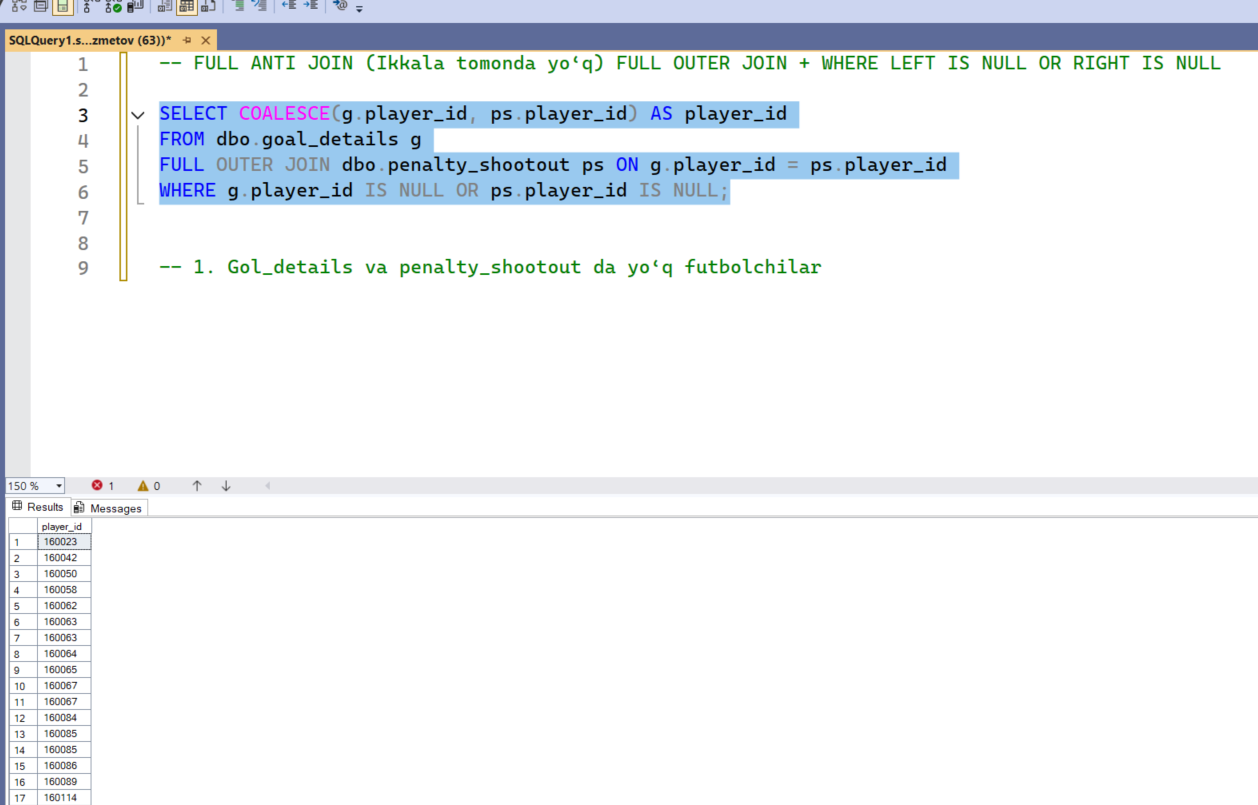 SQLQuery1.s...zmetov (63))*
1 -- FULL ANTI JOIN (Ikkala tomonda yo‘q) FULL OUTER JOIN + WHERE LEFT IS NULL OR RIGHT IS NULL
2
3 SELECT COALESCE(g.player_id, ps.player_id) AS player_id
4 FROM dbo.goal_details g
5 FULL OUTER JOIN dbo.penalty_shootout ps ON g.player_id = ps.player_id
6 WHERE g.player_id IS NULL OR ps.player_id IS NULL;
7
8
9 -- 1. Gol_details va penalty_shootout da yo‘q futbolchilar
150 % 1 0
Results Messages
player_id
1 160023
2 160042
3 160050
4 160058
5 160062
6 160063
7 160063
8 160064
9 160065
10 160067
11 160067
12 160084
13 160085
14 160085
15 160086
16 160089
17 160114